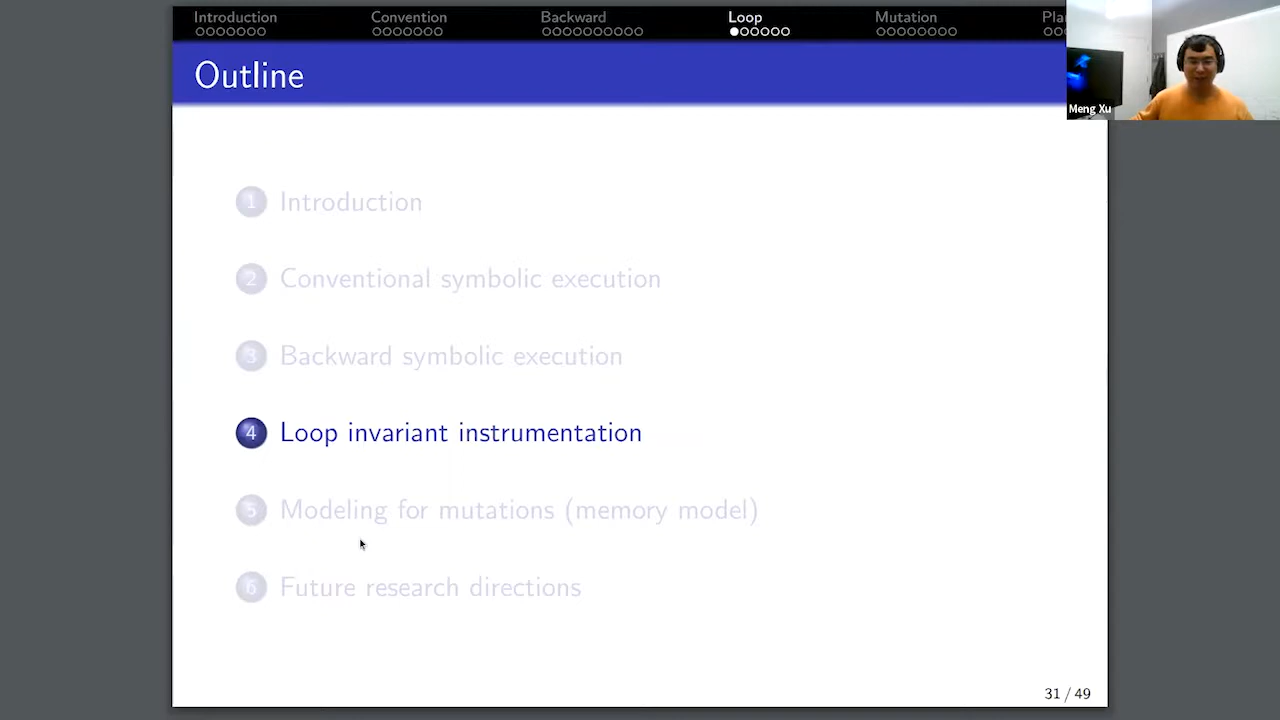 Introduction Convention Backward Loop Mutation Pla
Outline
Meng Xu
1 Introduction
2 Conventional symbolic execution
3 Backward symbolic execution
4 Loop invariant instrumentation
5 Modeling for mutations (memory model)
6 Future research directions
31 / 49